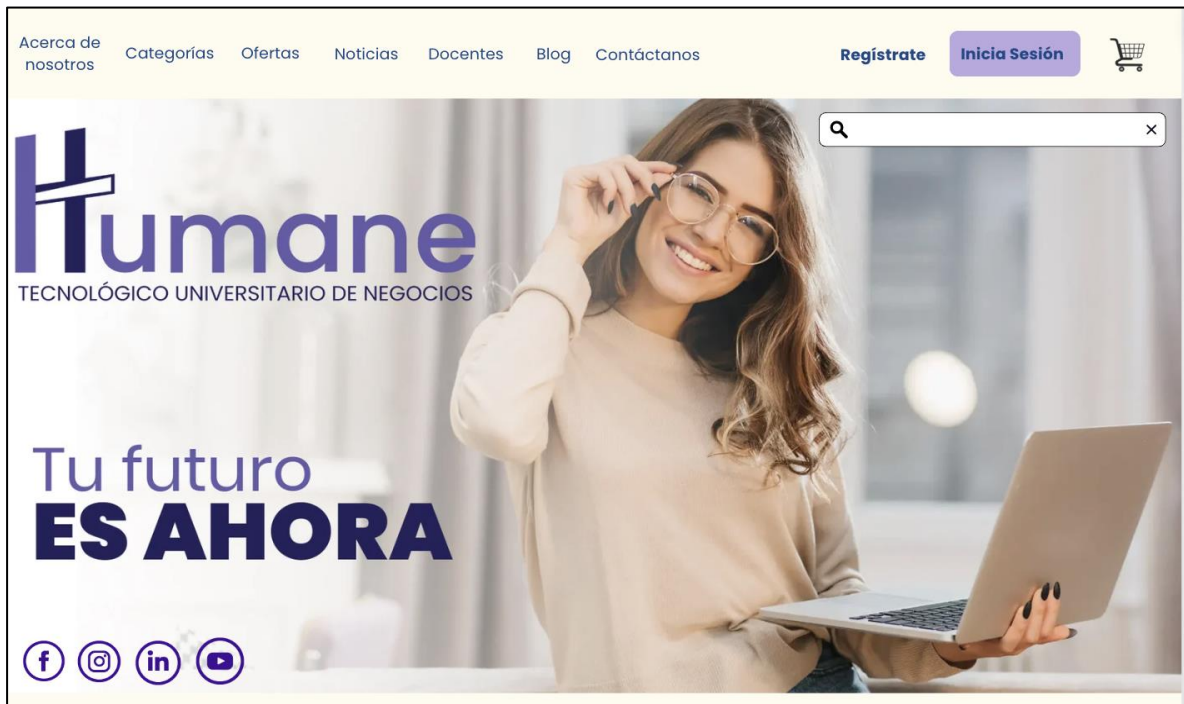 Acerca de
nosotros
Categorías
Ofertas
Noticias
Docentes
Blog
Contáctanos
Regístrate
Inicia Sesión
Humane
TECNOLÓGICO UNIVERSITARIO DE NEGOCIOS
Tu futuro
ES AHORA